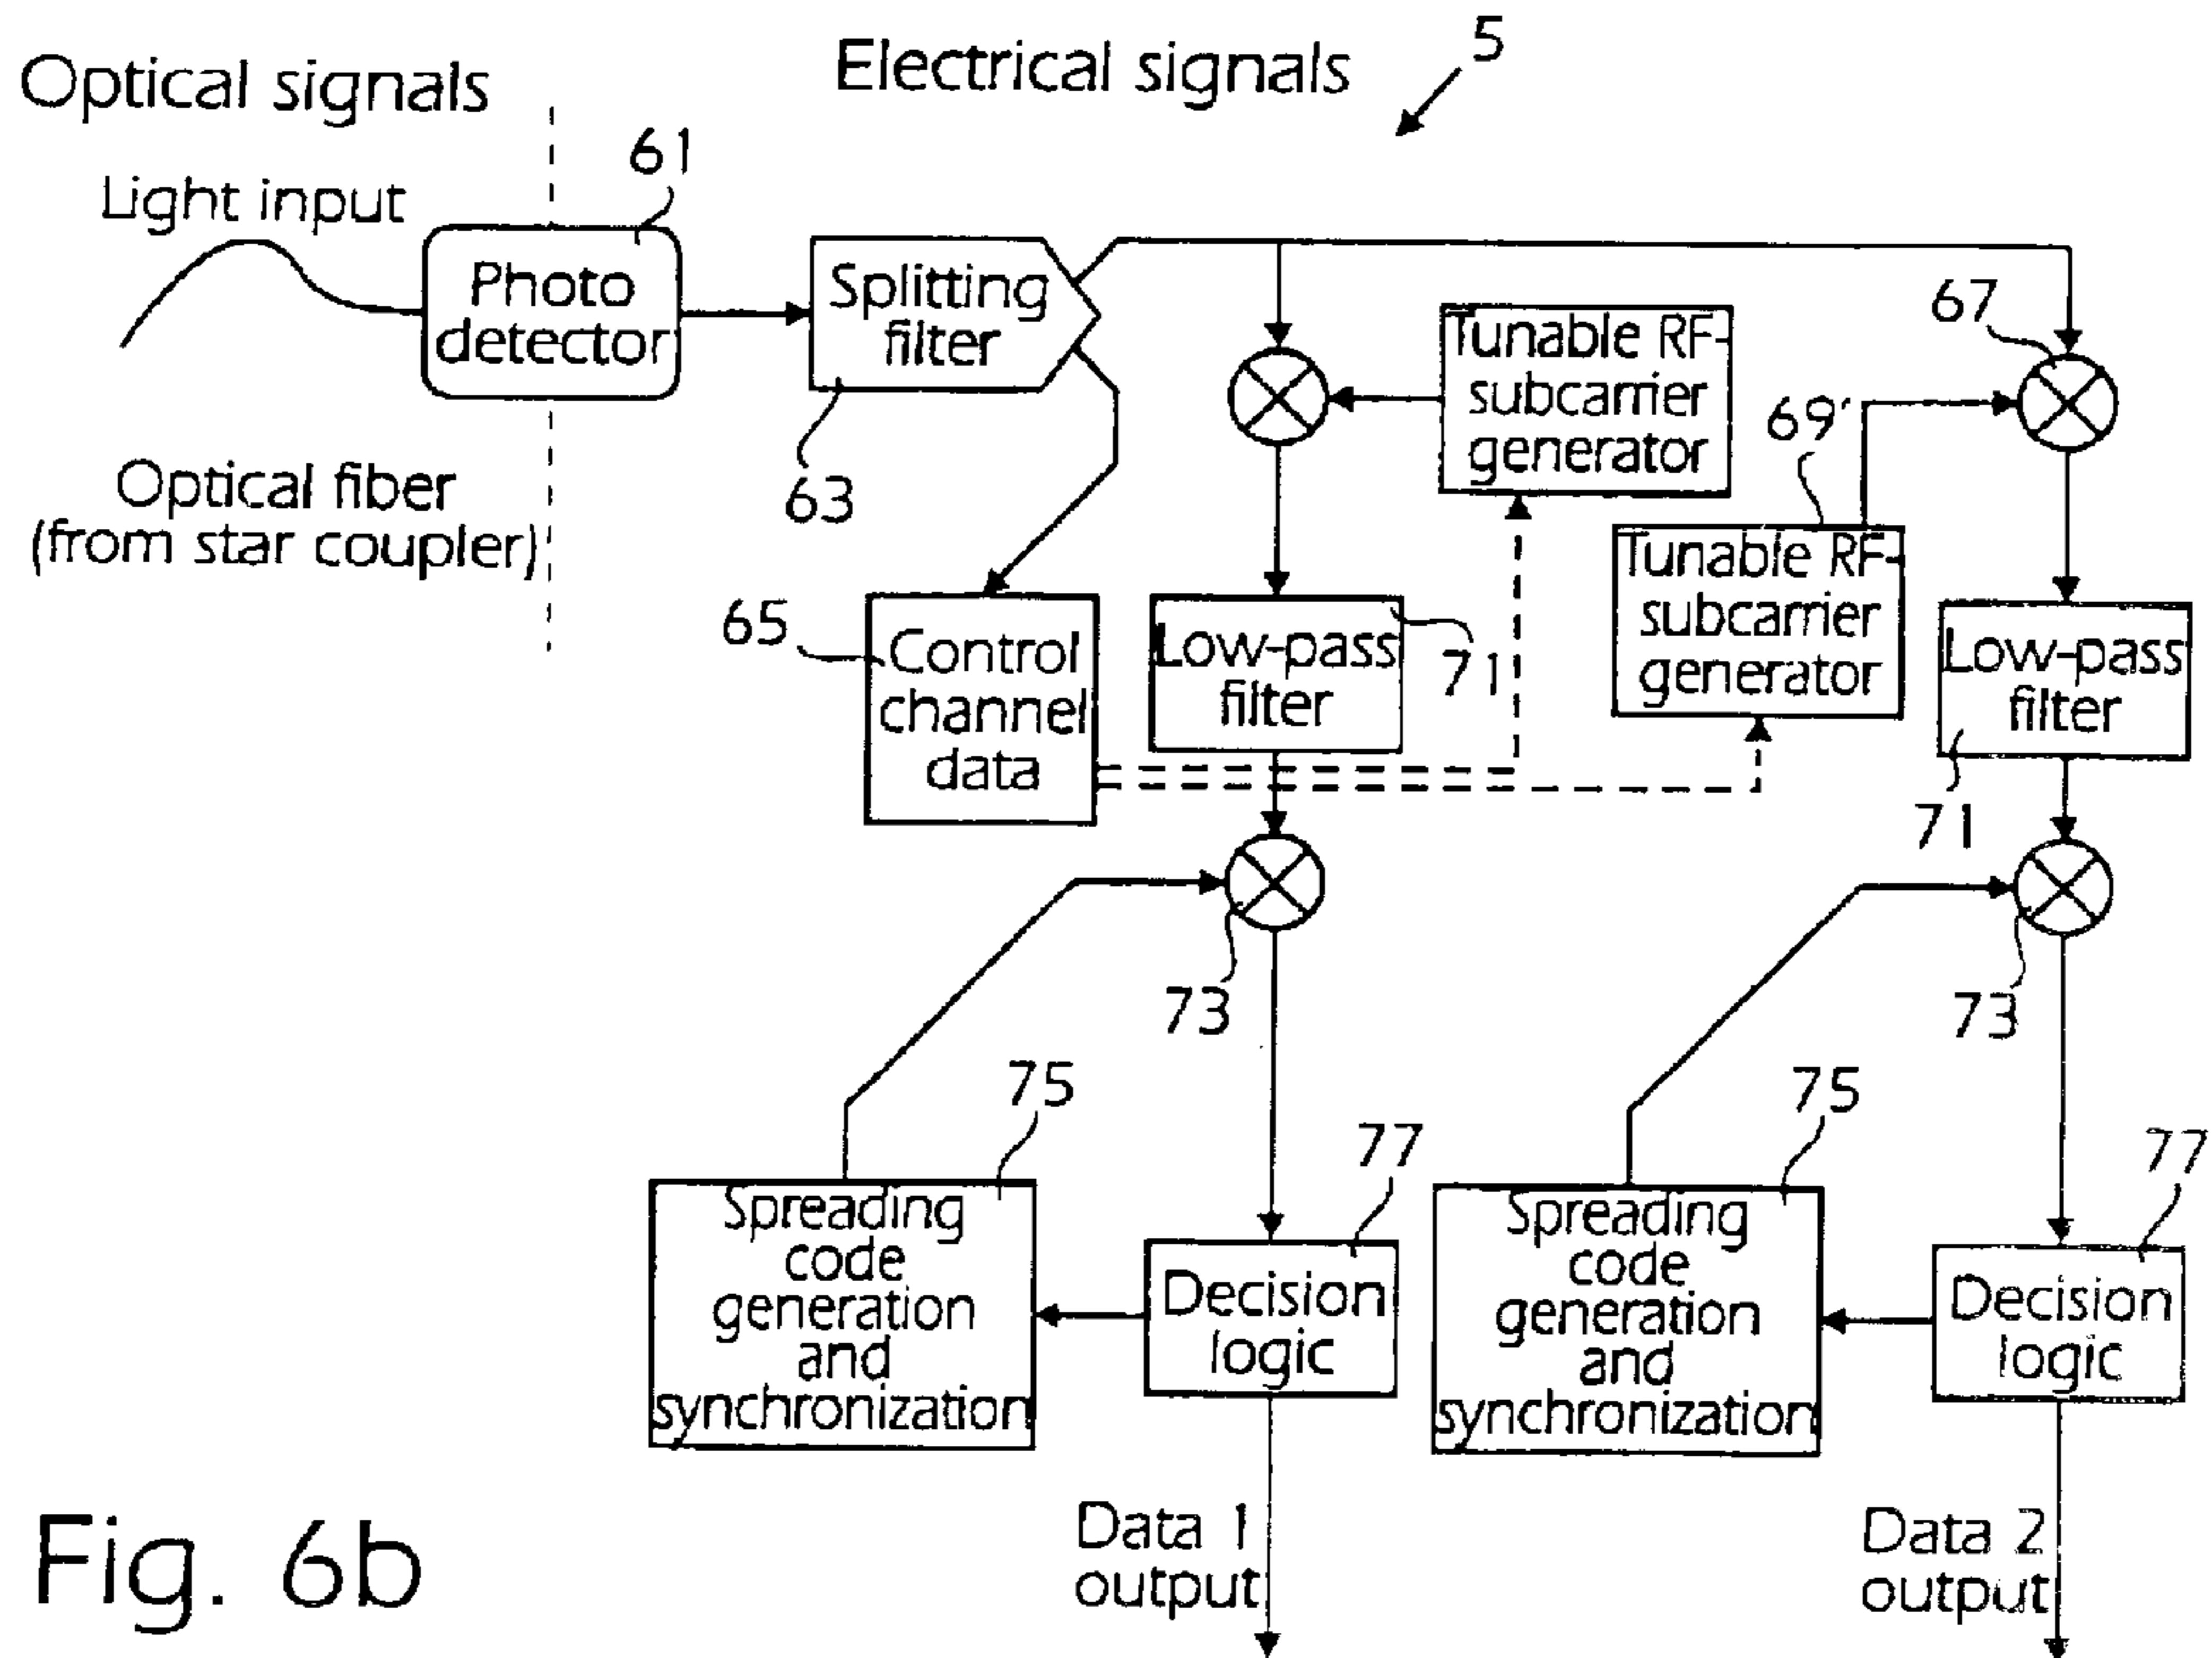 Optical signals
Electrical signals
5
Light input
61
Photo
detector
Splitting
filter
63
Optical fiber
(from star coupler)
Tunable RF-
subcarrier
generator
67
69'
Tunable RF-
subcarrier
generator
65
Control
channel
data
Low-pass
filter
71
Low-pass
filter
71
73
73
75
Spreading
code
generation
and
synchronization
77
Decision
logic
75
Spreading
code
generation
and
synchronization
77
Decision
logic
Data 1
output
Data 2
output
Fig. 6b